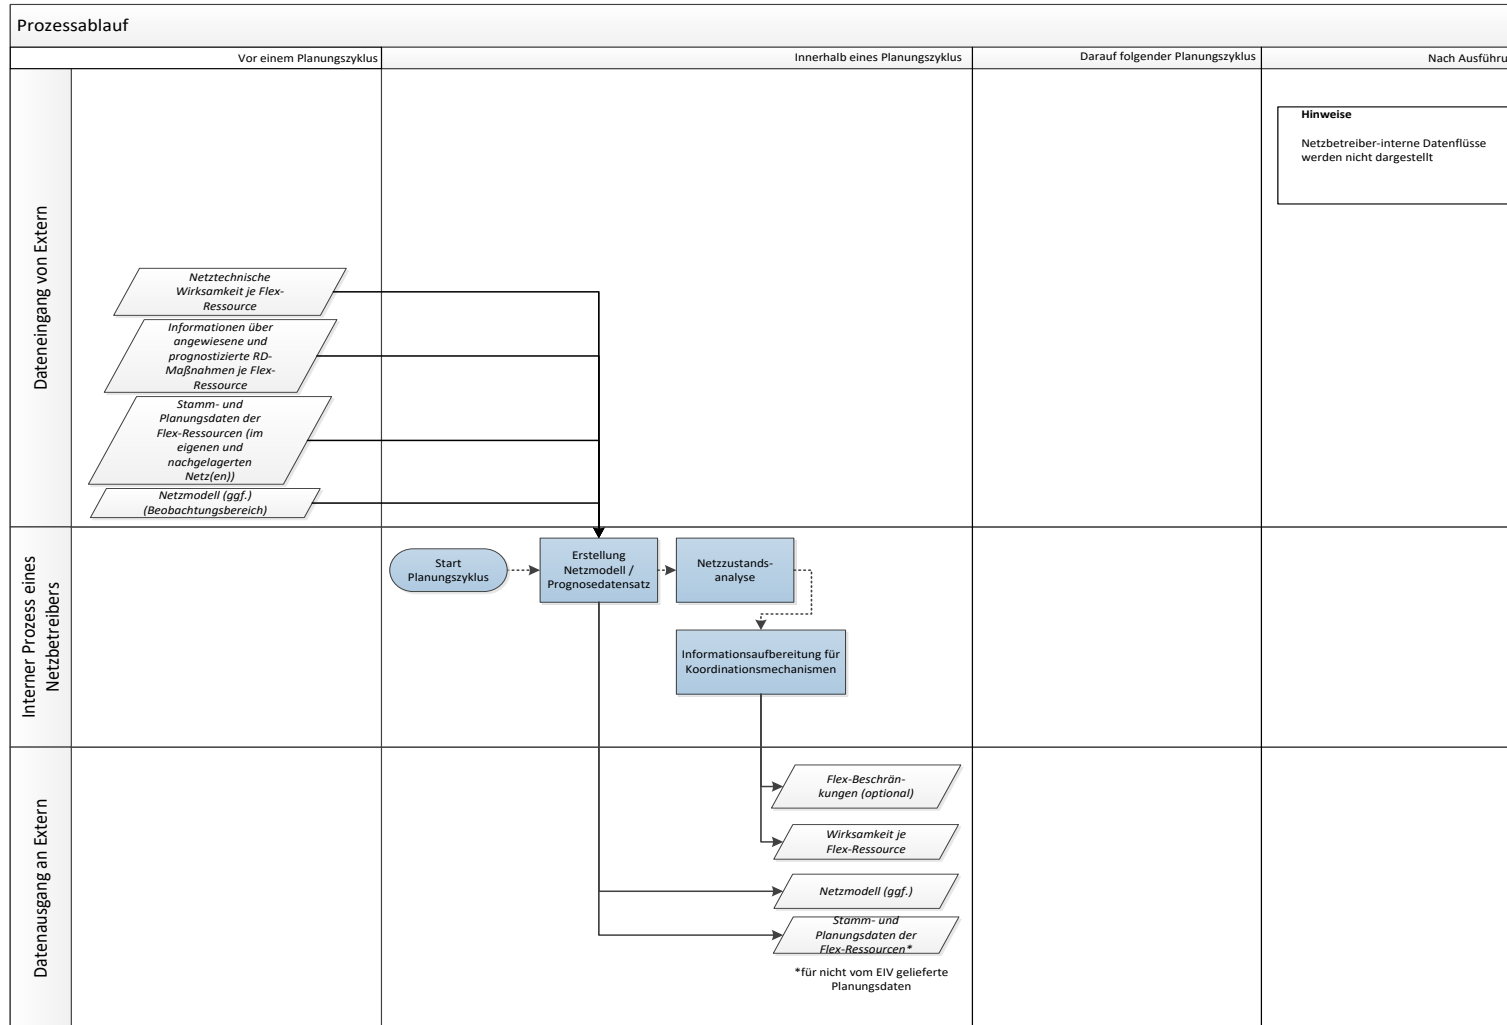 Prozessablauf
Vor einem Planungszyklus
Innerhalb eines Planungszyklus
Darauf folgender Planungszyklus
Nach Ausführu
Hinweise
Netzbetreiber-interne Datenflüsse
werden nicht dargestellt
Dateneingang von Extern
Netztechnische
Wirksamkeit je Flex-
Ressource
Informationen über
angewiesene und
prognostizierte RD-
Maßnahmen je Flex-
Ressource
Stamm- und
Planungsdaten der
Flex-Ressourcen (im
eigenen und
nachgelagerten
Netz(en))
Netzmodell (ggf.)
(Beobachtungsbereich)
Interner Prozess eines
Netzbetreibers
Start
Planungszyklus
Erstellung
Netzmodell /
Prognosedatensatz
Netzzustands-
analyse
Informationsaufbereitung für
Koordinationsmechanismen
Datenausgang an Extern
Flex-Beschrän-
kungen (optional)
Wirksamkeit je
Flex-Ressource
Netzmodell (ggf.)
Stamm- und
Planungsdaten der
Flex-Ressourcen*
*für nicht vom EIV gelieferte
Planungsdaten